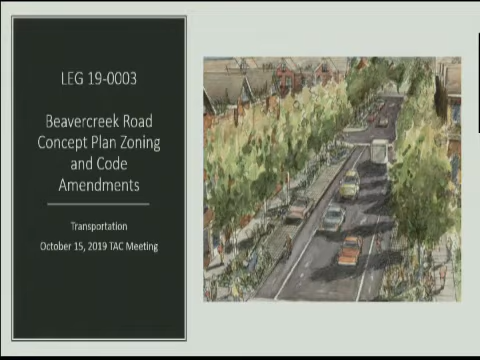 LEG 19-0003
Beavercreek Road
Concept Plan Zoning
and Code
Amendments
Transportation
October 15, 2019 TAC Meeting